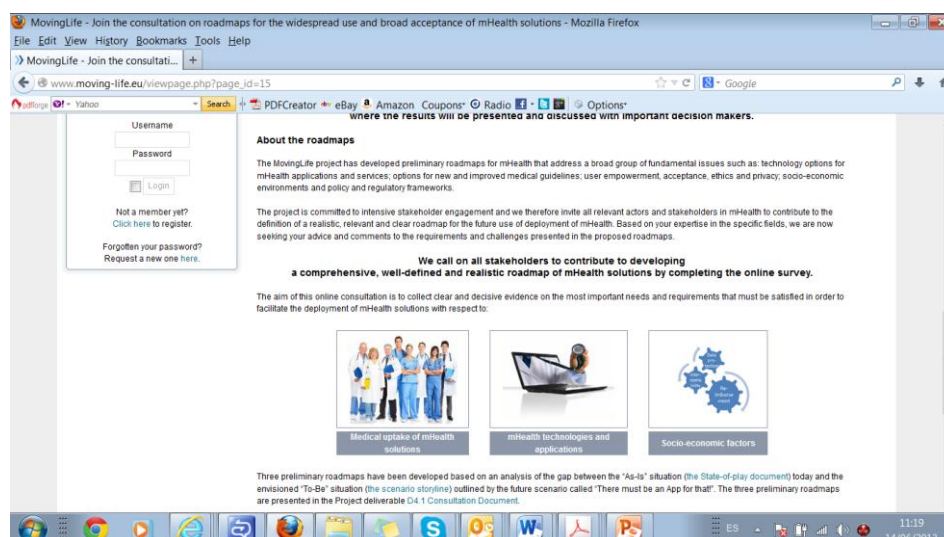 MovingLife - Join the consultation on roadmaps for the widespread use and broad acceptance of mHealth solutions - Mozilla Firefox
File Edit View History Bookmarks Tools Help
MovingLife - Join the consultati...
www.moving-life.eu/viewpage.php?page_id=15
Google
pdfforge
Yahoo
Search
PDFCreator
eBay
Amazon
Coupons
Radio
Options
where the results will be presented and discussed with important decision makers.
Username
Password
Login
Not a member yet?
Click here to register.
Forgotten your password?
Request a new one here.
About the roadmaps
The MovingLife project has developed preliminary roadmaps for mHealth that address a broad group of fundamental issues such as: technology options for
mHealth applications and services; options for new and improved medical guidelines; user empowerment, acceptance, ethics and privacy; socio-economic
environments and policy and regulatory frameworks.
The project is committed to intensive stakeholder engagement and we therefore invite all relevant actors and stakeholders in mHealth to contribute to the
definition of a realistic, relevant and clear roadmap for the future use of deployment of mHealth. Based on your expertise in the specific fields, we are now
seeking your advice and comments to the requirements and challenges presented in the proposed roadmaps.
We call on all stakeholders to contribute to developing
a comprehensive, well-defined and realistic roadmap of mHealth solutions by completing the online survey.
The aim of this online consultation is to collect clear and decisive evidence on the most important needs and requirements that must be satisfied in order to
facilitate the deployment of mHealth solutions with respect to:
Medical uptake of mHealth
solutions
mHealth technologies and
applications
Socio-economic factors
Three preliminary roadmaps have been developed based on an analysis of the gap between the "As-Is" situation (the State-of-play document) today and the
envisioned "To-Be" situation (the scenario storyline) outlined by the future scenario called "There must be an App for that!". The three preliminary roadmaps
are presented in the Project deliverable D4.1 Consultation Document.
ES
11:19